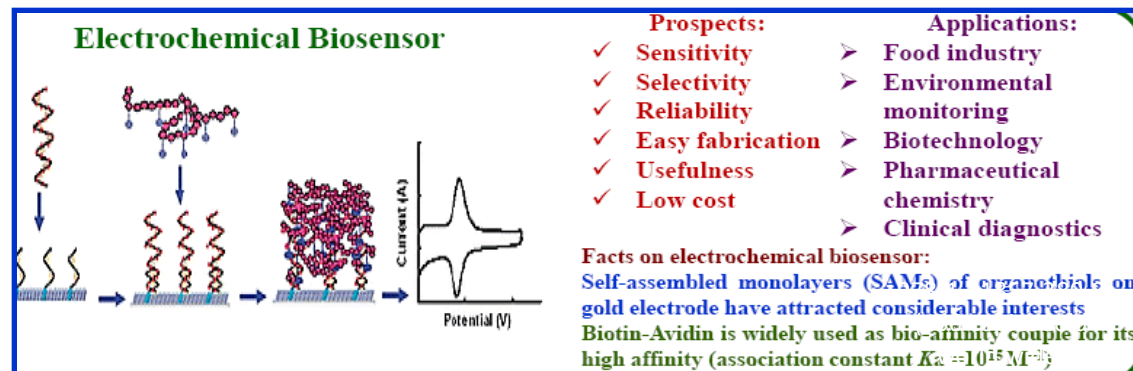 Electrochemical Biosensor
Current (A)
Potential (V)
Prospects:
✓ Sensitivity
✓ Selectivity
✓ Reliability
✓ Easy fabrication
✓ Usefulness
✓ Low cost
Applications:
➢ Food industry
➢ Environmental
monitoring
➢ Biotechnology
➢ Pharmaceutical
chemistry
➢ Clinical diagnostics
Facts on electrochemical biosensor:
Self-assembled monolayers (SAMs) of organothiols on
gold electrode have attracted considerable interests
Biotin-Avidin is widely used as bio-affinity couple for its
high affinity (association constant Ka =10¹⁵